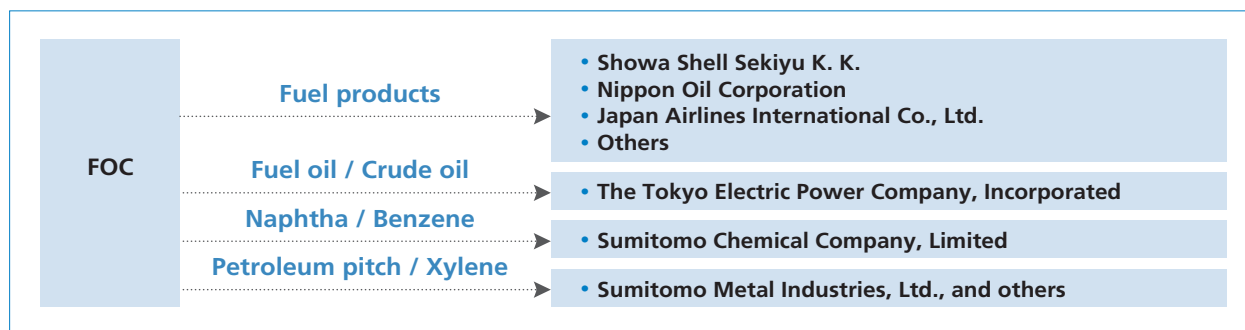 FOC
Fuel products
• Showa Shell Sekiyu K. K.
• Nippon Oil Corporation
• Japan Airlines International Co., Ltd.
• Others
Fuel oil / Crude oil
• The Tokyo Electric Power Company, Incorporated
Naphtha / Benzene
• Sumitomo Chemical Company, Limited
Petroleum pitch / Xylene
• Sumitomo Metal Industries, Ltd., and others